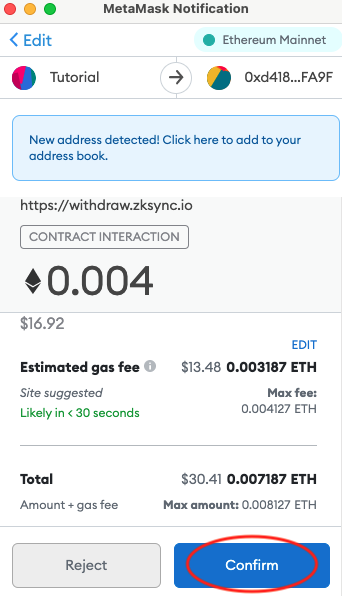 MetaMask Notification
Edit
Ethereum Mainnet
Tutorial
0xd418...FA9F
New address detected! Click here to add to your
address book.
https://withdraw.zksync.io
CONTRACT INTERACTION
0.004
$16.92
EDIT
Estimated gas fee $13.48 0.003187 ETH
Site suggested Max fee:
Likely in < 30 seconds 0.004127 ETH
Total $30.41 0.007187 ETH
Amount + gas fee Max amount: 0.008127 ETH
Reject
Confirm